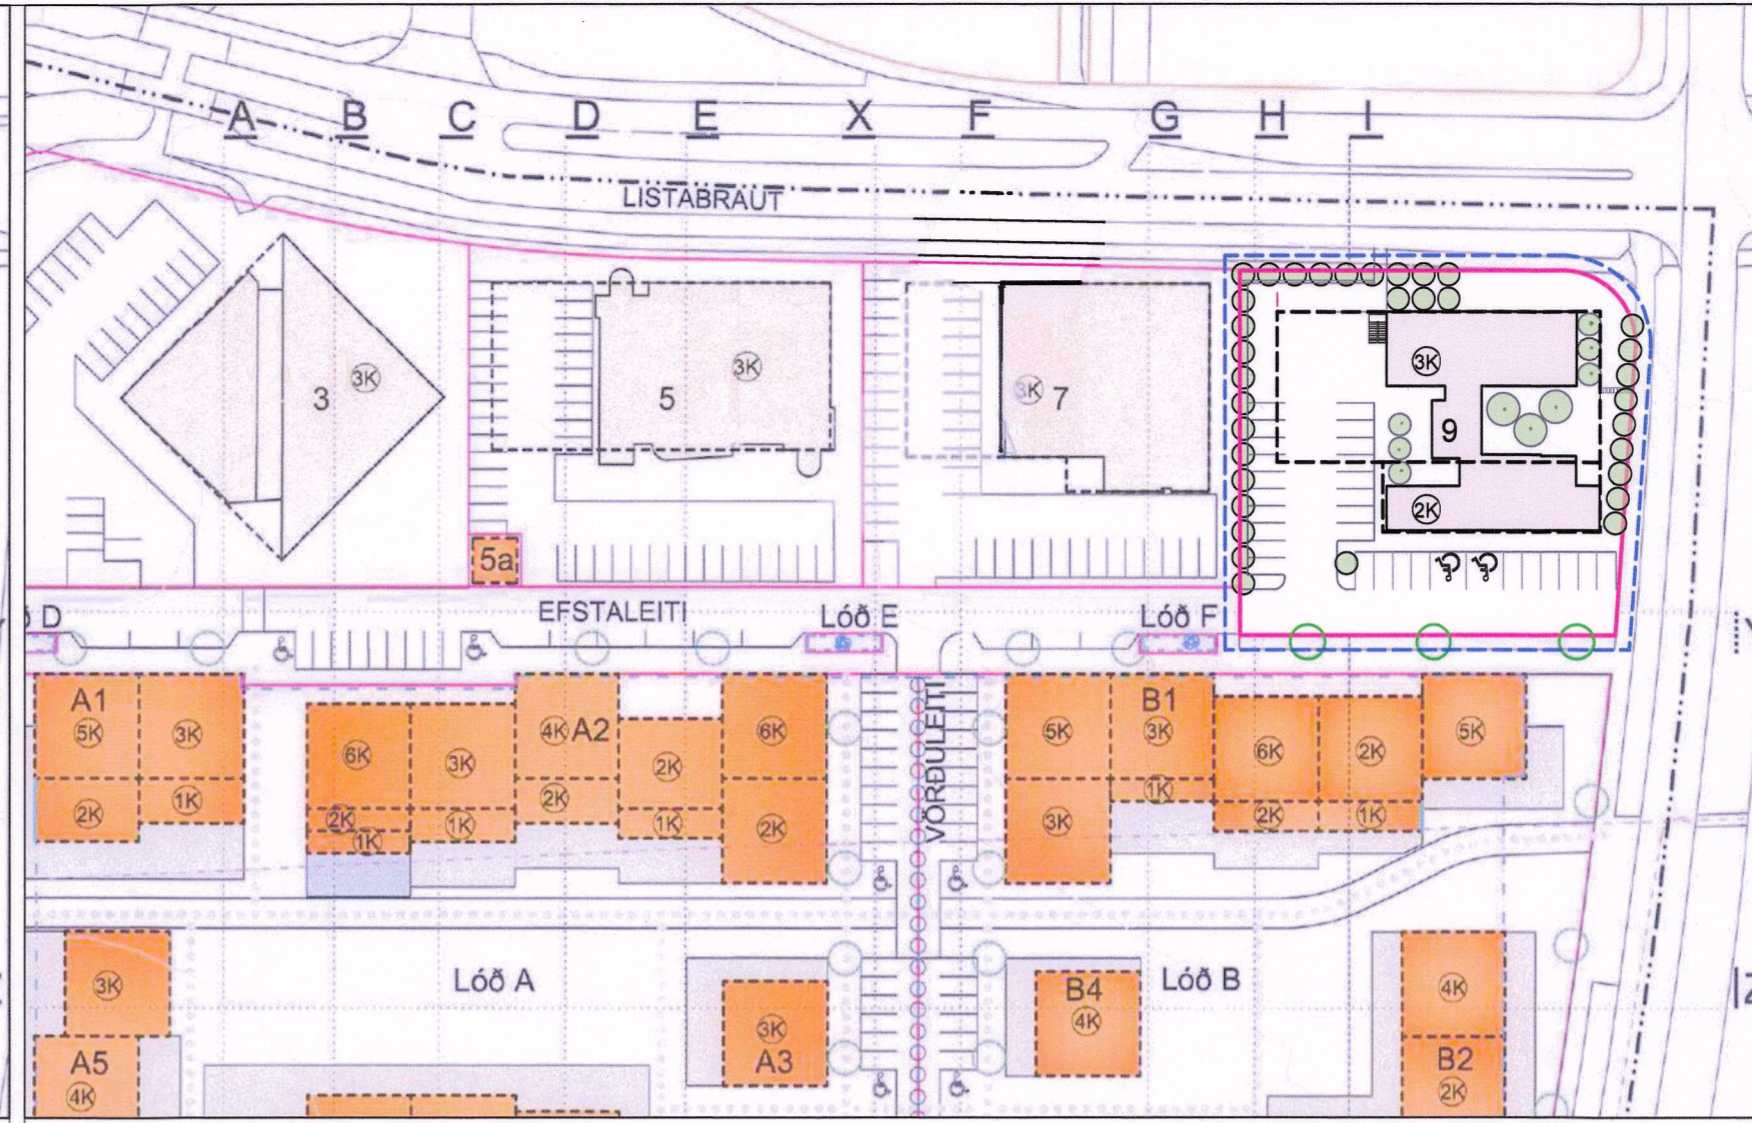 A B C D E X F G H I
LISTABRAUT
3K
3
3K
5
3K
7
3K
9
2K
5a
EFSTALEITI
D
Lóð E
Lóð F
VÖRÐULEITI
A1
5K
3K
2K
1K
6K
3K
4K A2
2K
6K
2K
1K
1K
2K
1K
2K
5K
B1
3K
6K
2K
5K
1K
3K
2K
1K
3K
Lóð A
3K
A3
B4
4K
Lóð B
4K
A5
4K
B2
2K